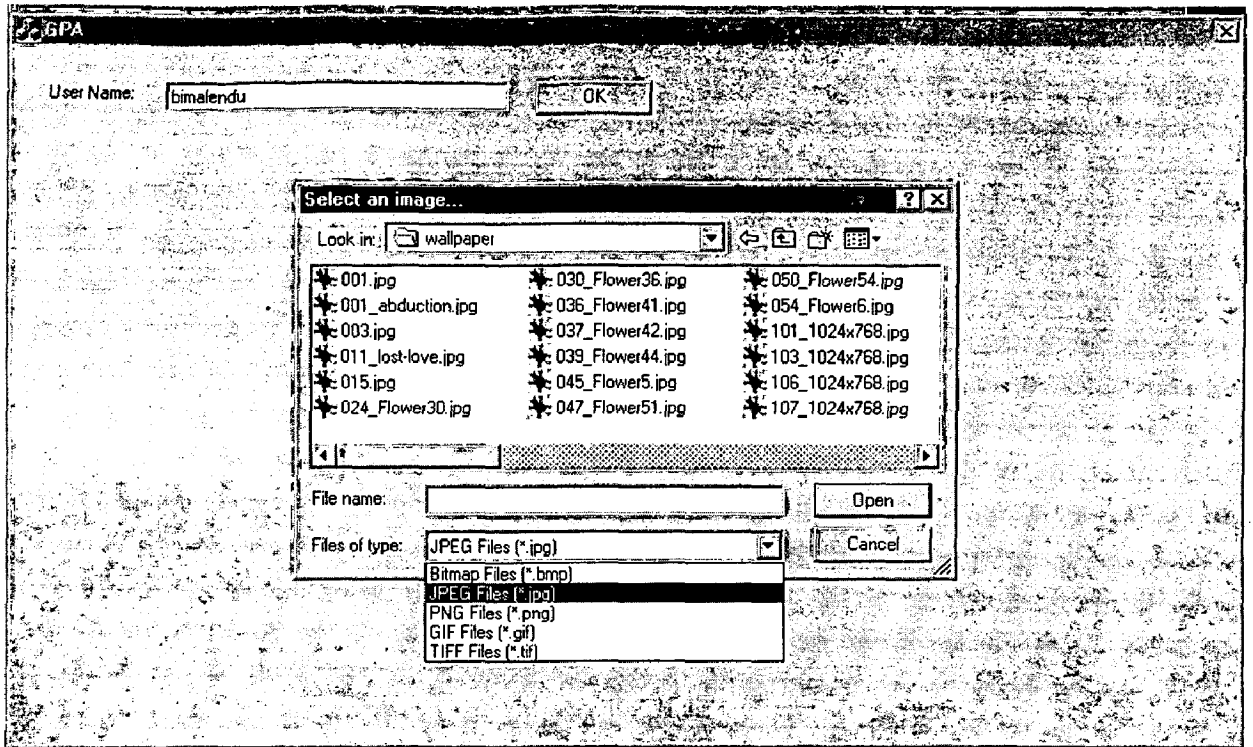 GPA
User Name: bimalendu OK
Select an image...
Look in: wallpaper
001.jpg 030_Flower36.jpg 050_Flower54.jpg
001_abduction.jpg 036_Flower41.jpg 054_Flower6.jpg
003.jpg 037_Flower42.jpg 101_1024x768.jpg
011_lost-love.jpg 039_Flower44.jpg 103_1024x768.jpg
015.jpg 045_Flower5.jpg 106_1024x768.jpg
024_Flower30.jpg 047_Flower51.jpg 107_1024x768.jpg
File name: Open
Files of type: JPEG Files (*.jpg) Cancel
Bitmap Files (*.bmp)
JPEG Files (*.jpg)
PNG Files (*.png)
GIF Files (*.gif)
TIFF Files (*.tif)